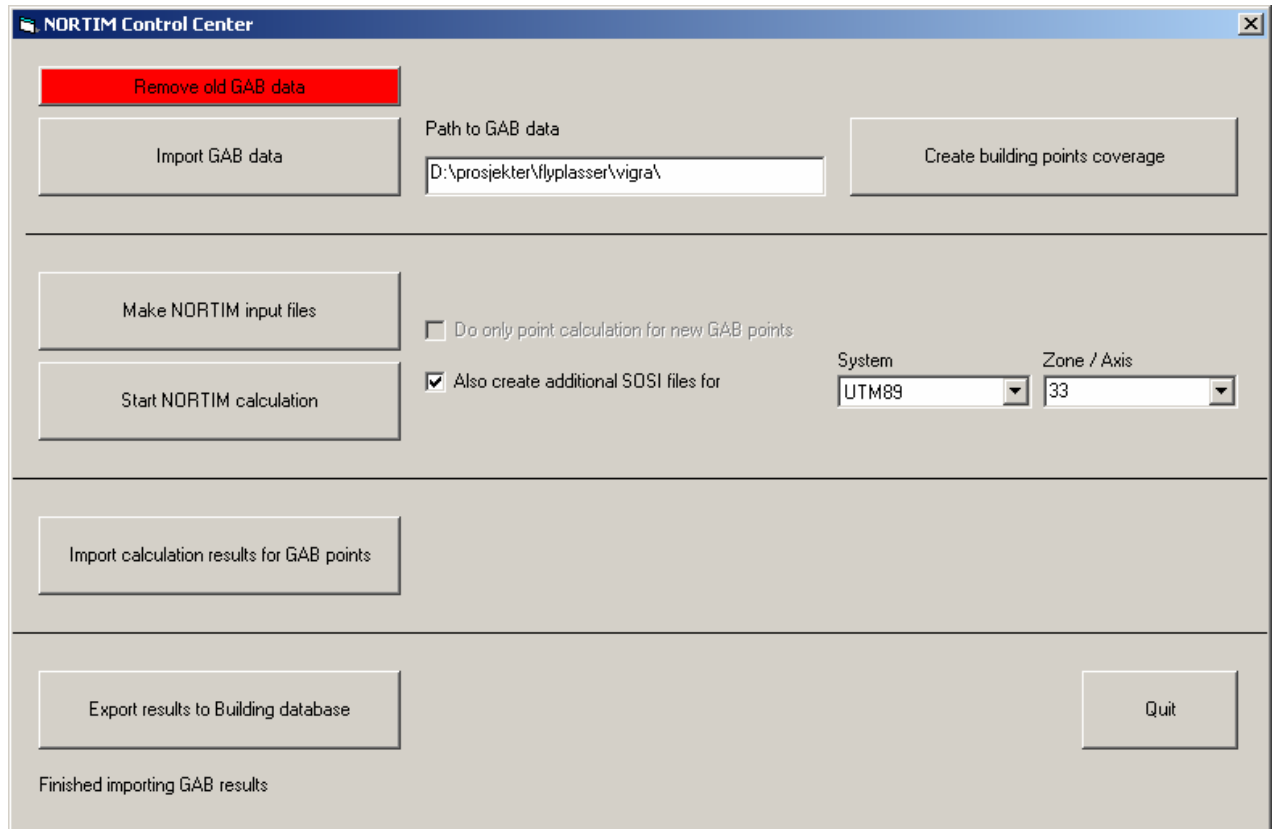 NORTIM Control Center
Remove old GAB data
Import GAB data
Path to GAB data
D:\prosjekter\flyplasser\vigra\
Create building points coverage
Make NORTIM input files
Start NORTIM calculation
Do only point calculation for new GAB points
Also create additional SOSI files for
System
UTM89
Zone / Axis
33
Import calculation results for GAB points
Export results to Building database
Quit
Finished importing GAB results